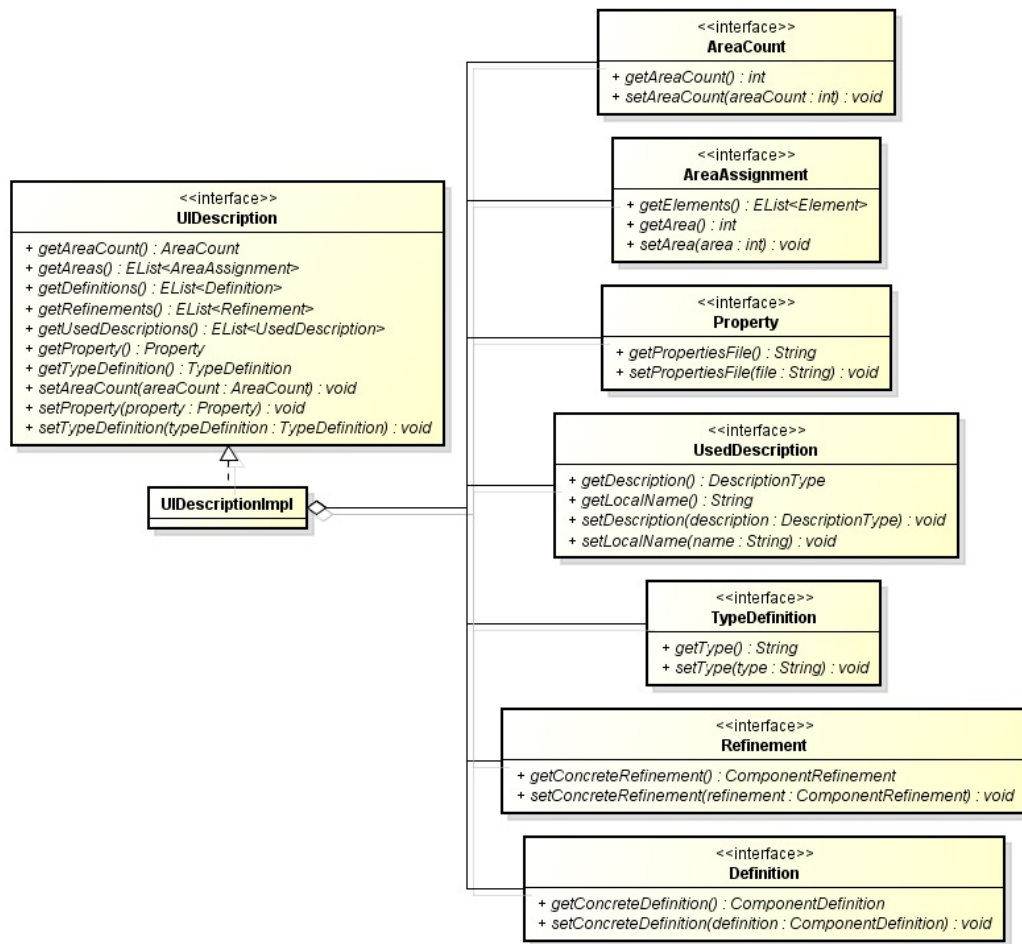 <<interface>>
AreaCount
+ getAreaCount() : int
+ setAreaCount(areaCount : int) : void
<<interface>>
AreaAssignment
+ getElements() : EList<Element>
+ getArea() : int
+ setArea(area : int) : void
<<interface>>
UIDescription
+ getAreaCount() : AreaCount
+ getAreas() : EList<AreaAssignment>
+ getDefinitions() : EList<Definition>
+ getRefinements() : EList<Refinement>
+ getUsedDescriptions() : EList<UsedDescription>
+ getProperty() : Property
+ getTypeDefinition() : TypeDefinition
+ setAreaCount(areaCount : AreaCount) : void
+ setProperty(property : Property) : void
+ setTypeDefinition(typeDefinition : TypeDefinition) : void
<<interface>>
Property
+ getPropertiesFile() : String
+ setPropertiesFile(file : String) : void
<<interface>>
UsedDescription
+ getDescription() : DescriptionType
+ getLocalName() : String
+ setDescription(description : DescriptionType) : void
+ setLocalName(name : String) : void
UIDescriptionImpl
<<interface>>
TypeDefinition
+ getType() : String
+ setType(type : String) : void
<<interface>>
Refinement
+ getConcreteRefinement() : ComponentRefinement
+ setConcreteRefinement(refinement : ComponentRefinement) : void
<<interface>>
Definition
+ getConcreteDefinition() : ComponentDefinition
+ setConcreteDefinition(definition : ComponentDefinition) : void